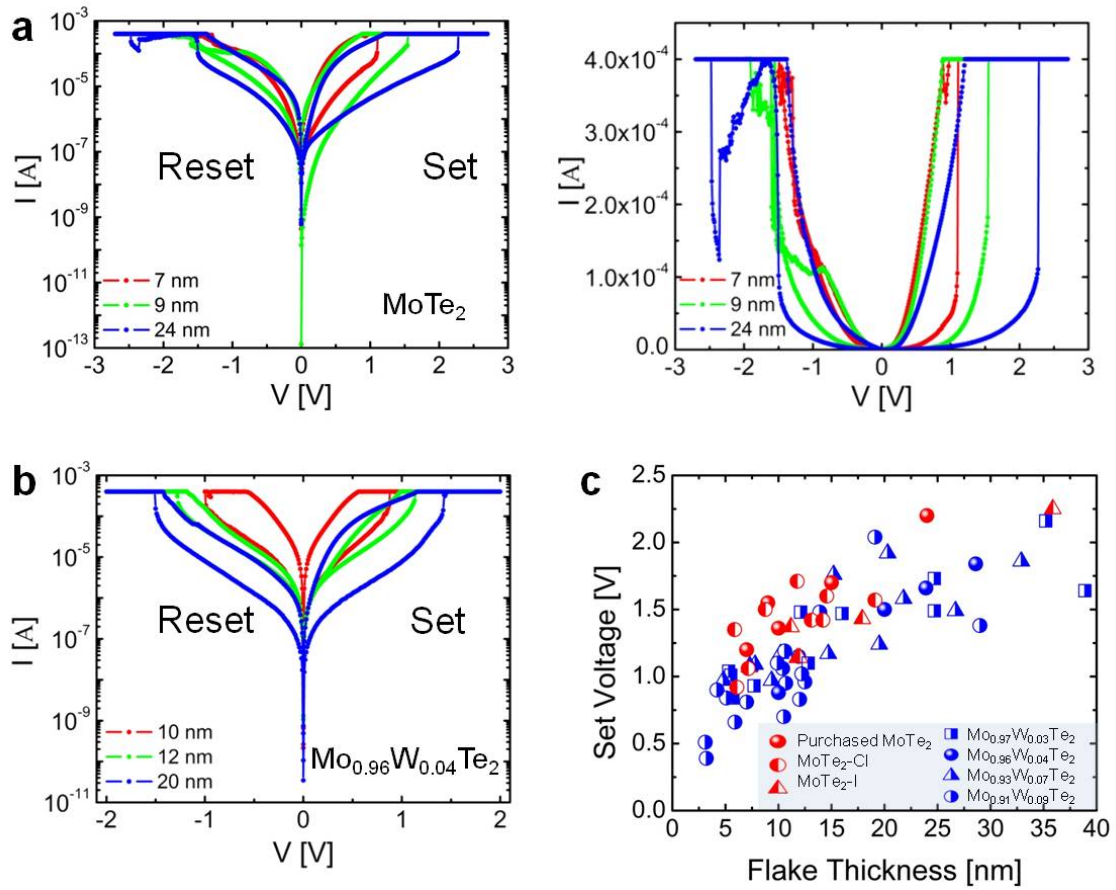 a
I [A]
10⁻³
10⁻⁵
10⁻⁷
10⁻⁹
10⁻¹¹
10⁻¹³
Reset
Set
7 nm
9 nm
24 nm
MoTe₂
-3 -2 -1 0 1 2 3
V [V]
I [A]
4.0x10⁻⁴
3.0x10⁻⁴
2.0x10⁻⁴
1.0x10⁻⁴
0.0
7 nm
9 nm
24 nm
-3 -2 -1 0 1 2 3
V [V]
b
I [A]
10⁻³
10⁻⁵
10⁻⁷
10⁻⁹
10⁻¹¹
Reset
Set
10 nm
12 nm
20 nm
Mo₀.₉₆W₀.₀₄Te₂
-2 -1 0 1 2
V [V]
c
Set Voltage [V]
2.5
2.0
1.5
1.0
0.5
0.0
Purchased MoTe₂
MoTe₂-Cl
MoTe₂-I
Mo₀.₉₇W₀.₀₃Te₂
Mo₀.₉₆W₀.₀₄Te₂
Mo₀.₉₃W₀.₀₇Te₂
Mo₀.₉₁W₀.₀₉Te₂
0 5 10 15 20 25 30 35 40
Flake Thickness [nm]